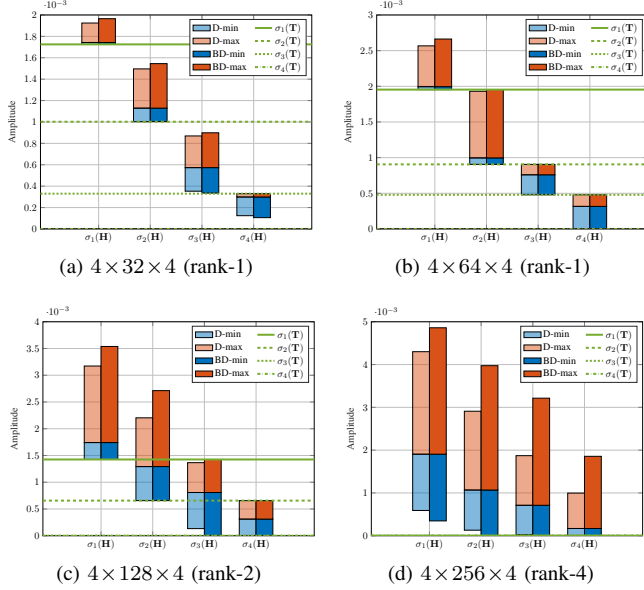 ·10⁻³
2
1.8
1.6
1.4
1.2
1
0.8
0.6
0.4
0.2
0
Amplitude
D-min
D-max
BD-min
BD-max
σ₁(T)
σ₂(T)
σ₃(T)
σ₄(T)
σ₁(H) σ₂(H) σ₃(H) σ₄(H)
(a) 4×32×4 (rank-1)
·10⁻³
3
2.5
2
1.5
1
0.5
0
Amplitude
D-min
D-max
BD-min
BD-max
σ₁(T)
σ₂(T)
σ₃(T)
σ₄(T)
σ₁(H) σ₂(H) σ₃(H) σ₄(H)
(b) 4×64×4 (rank-1)
·10⁻³
4
3.5
3
2.5
2
1.5
1
0.5
0
Amplitude
D-min
D-max
BD-min
BD-max
σ₁(T)
σ₂(T)
σ₃(T)
σ₄(T)
σ₁(H) σ₂(H) σ₃(H) σ₄(H)
(c) 4×128×4 (rank-2)
·10⁻³
5
4
3
2
1
0
Amplitude
D-min
D-max
BD-min
BD-max
σ₁(T)
σ₂(T)
σ₃(T)
σ₄(T)
σ₁(H) σ₂(H) σ₃(H) σ₄(H)
(d) 4×256×4 (rank-4)